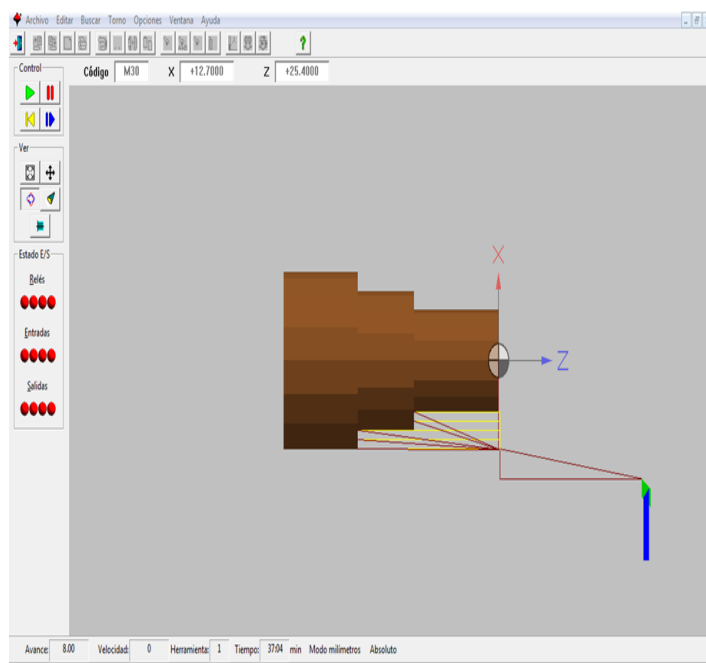 Archivo Editar Buscar Torno Opciones Ventana Ayuda
?
Control
Código M30 X +12.7000 Z +25.4000
Ver
Estado E/S
Relés
Entradas
Salidas
X
Z
Avance: 8.00 Velocidad: 0 Herramienta: 1 Tiempo: 37:04 min Modo milímetros Absoluto